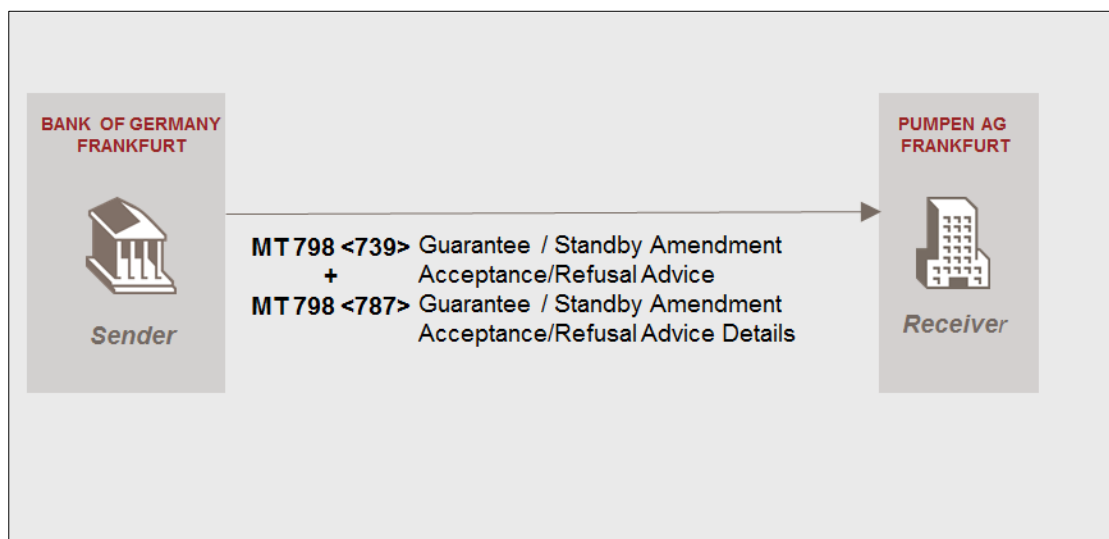 BANK OF GERMANY
FRANKFURT
Sender
MT 798 <739> Guarantee / Standby Amendment
+ Acceptance/Refusal Advice
MT 798 <787> Guarantee / Standby Amendment
Acceptance/Refusal Advice Details
PUMPEN AG
FRANKFURT
Receiver